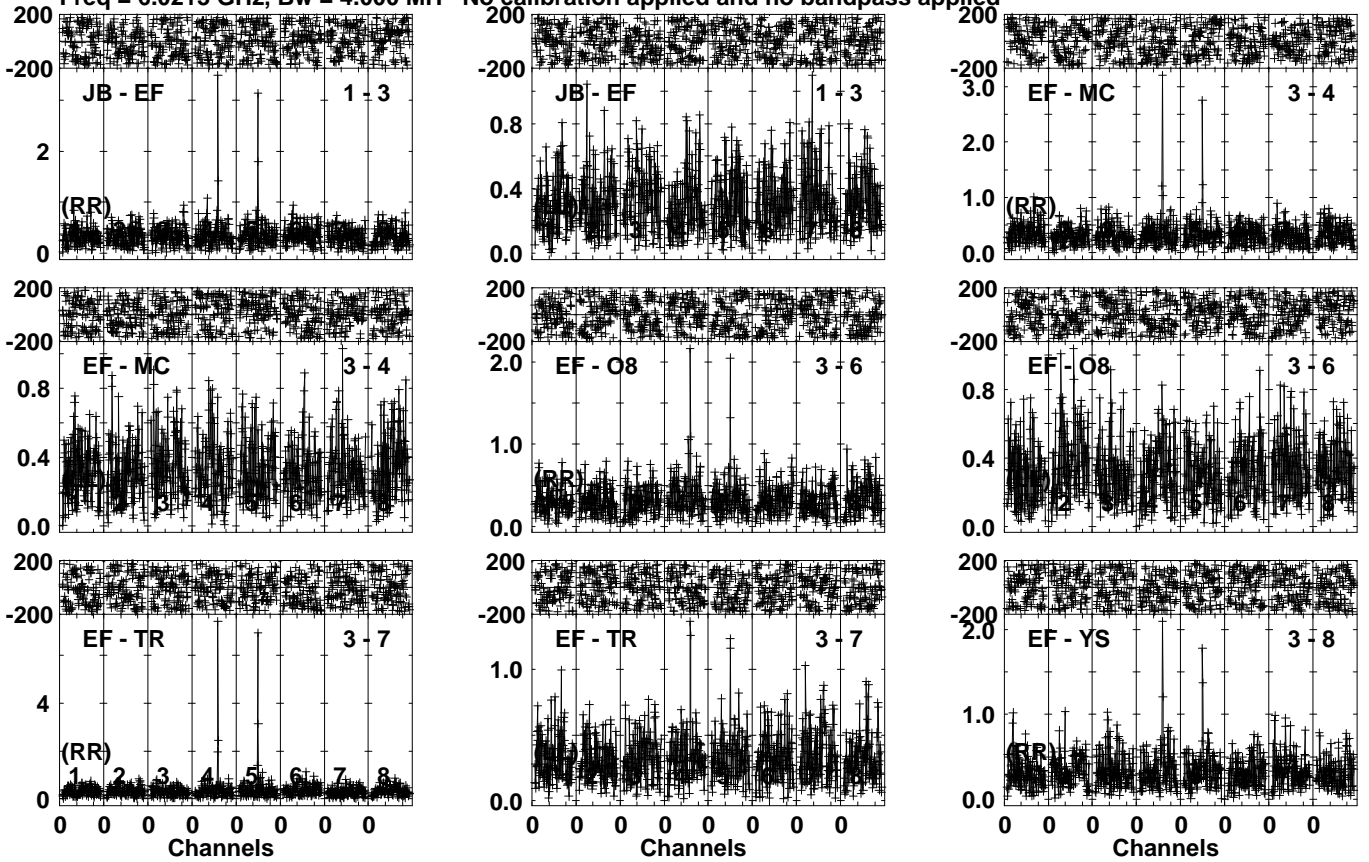 Freq = 6.0215 GHz, Bw = 4.000 MH No calibration applied and no bandpass applied
200 200 200
-200 -200 -200
JB - EF 1 - 3 JB - EF 1 - 3 EF - MC 3 - 4
2
(RR)
0
0.8
0.4
0.0
3.0
2.0
1.0
(RR)
0.0
200 200 200
-200 -200 -200
EF - MC 3 - 4 EF - O8 3 - 6 EF - O8 3 - 6
0.8
0.4
0.0
2.0
1.0
(RR)
0.0
0.8
0.4
0.0
200 200 200
-200 -200 -200
EF - TR 3 - 7 EF - TR 3 - 7 EF - YS 3 - 8
4
(RR)
1 2 3 4 5 6 7 8
0
1.0
0.0
2.0
1.0
(RR)
0.0
0 0 0 0 0 0 0 0 0 0 0 0 0 0 0 0 0 0 0 0 0 0 0 0
Channels Channels Channels